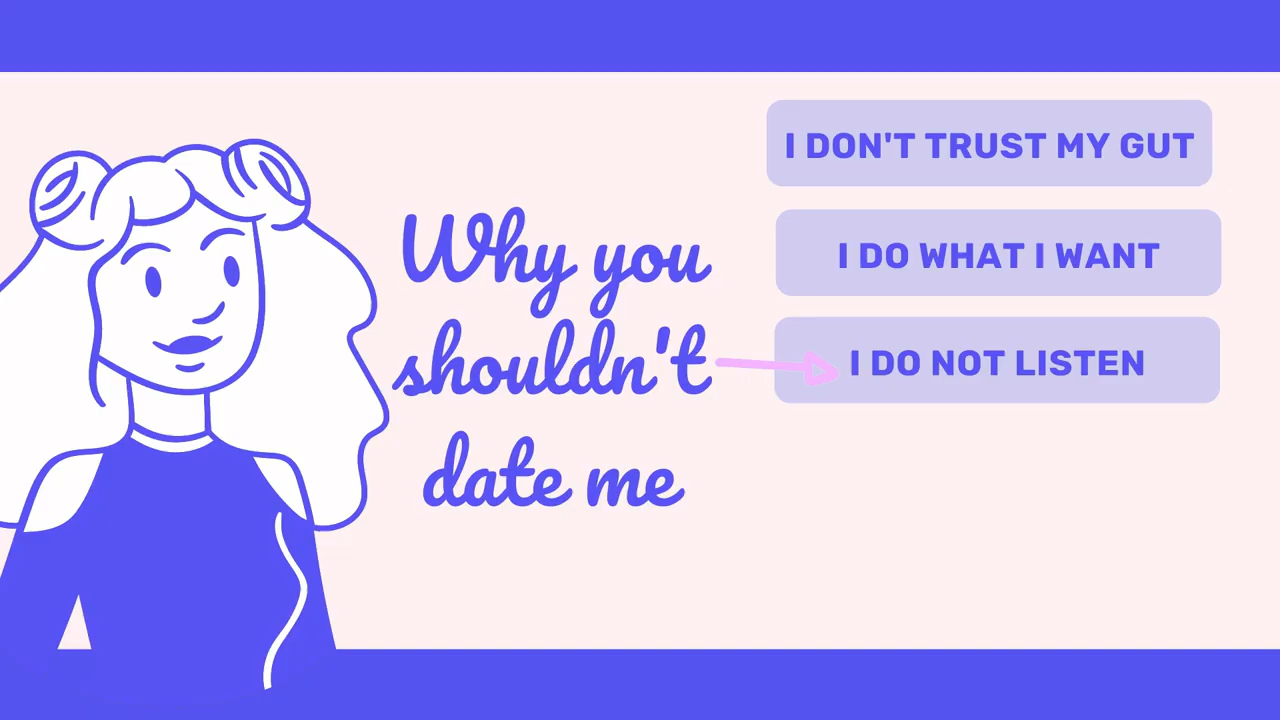 Why you
shouldn't
date me
I DON'T TRUST MY GUT
I DO WHAT I WANT
I DO NOT LISTEN